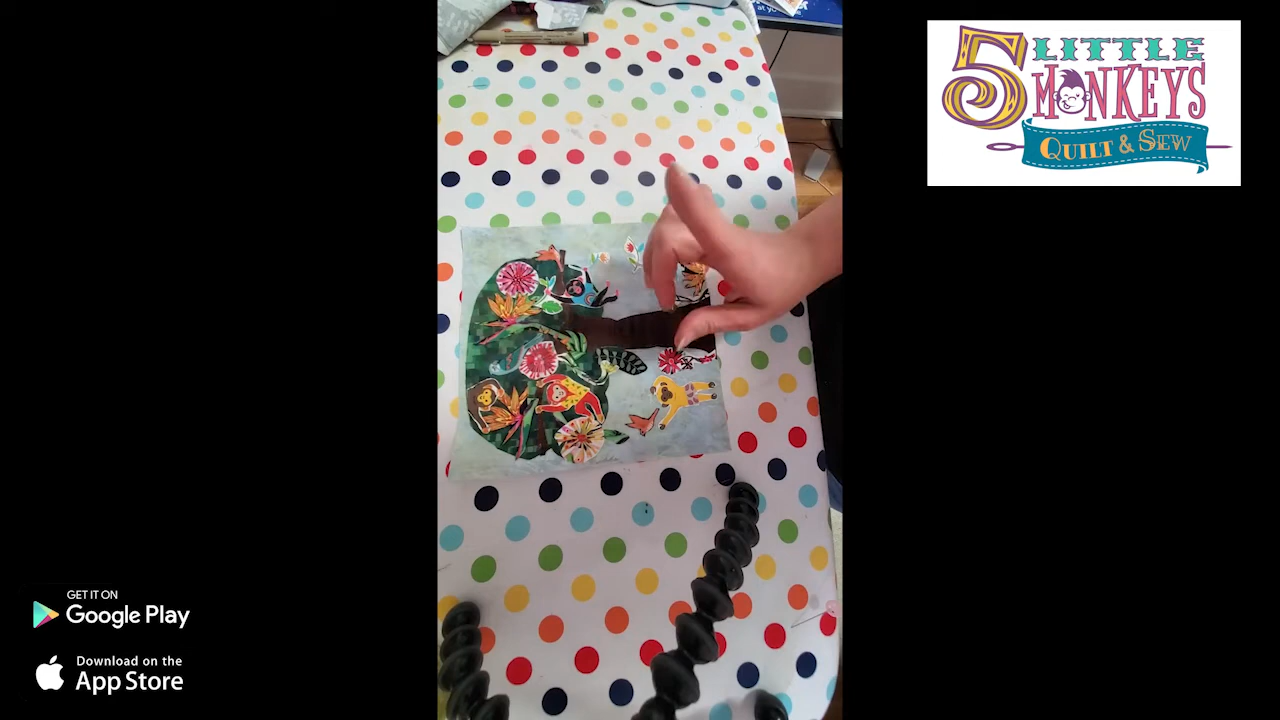 5 LITTLE
MONKEYS
QUILT & SEW
GET IT ON
Google Play
Download on the
App Store